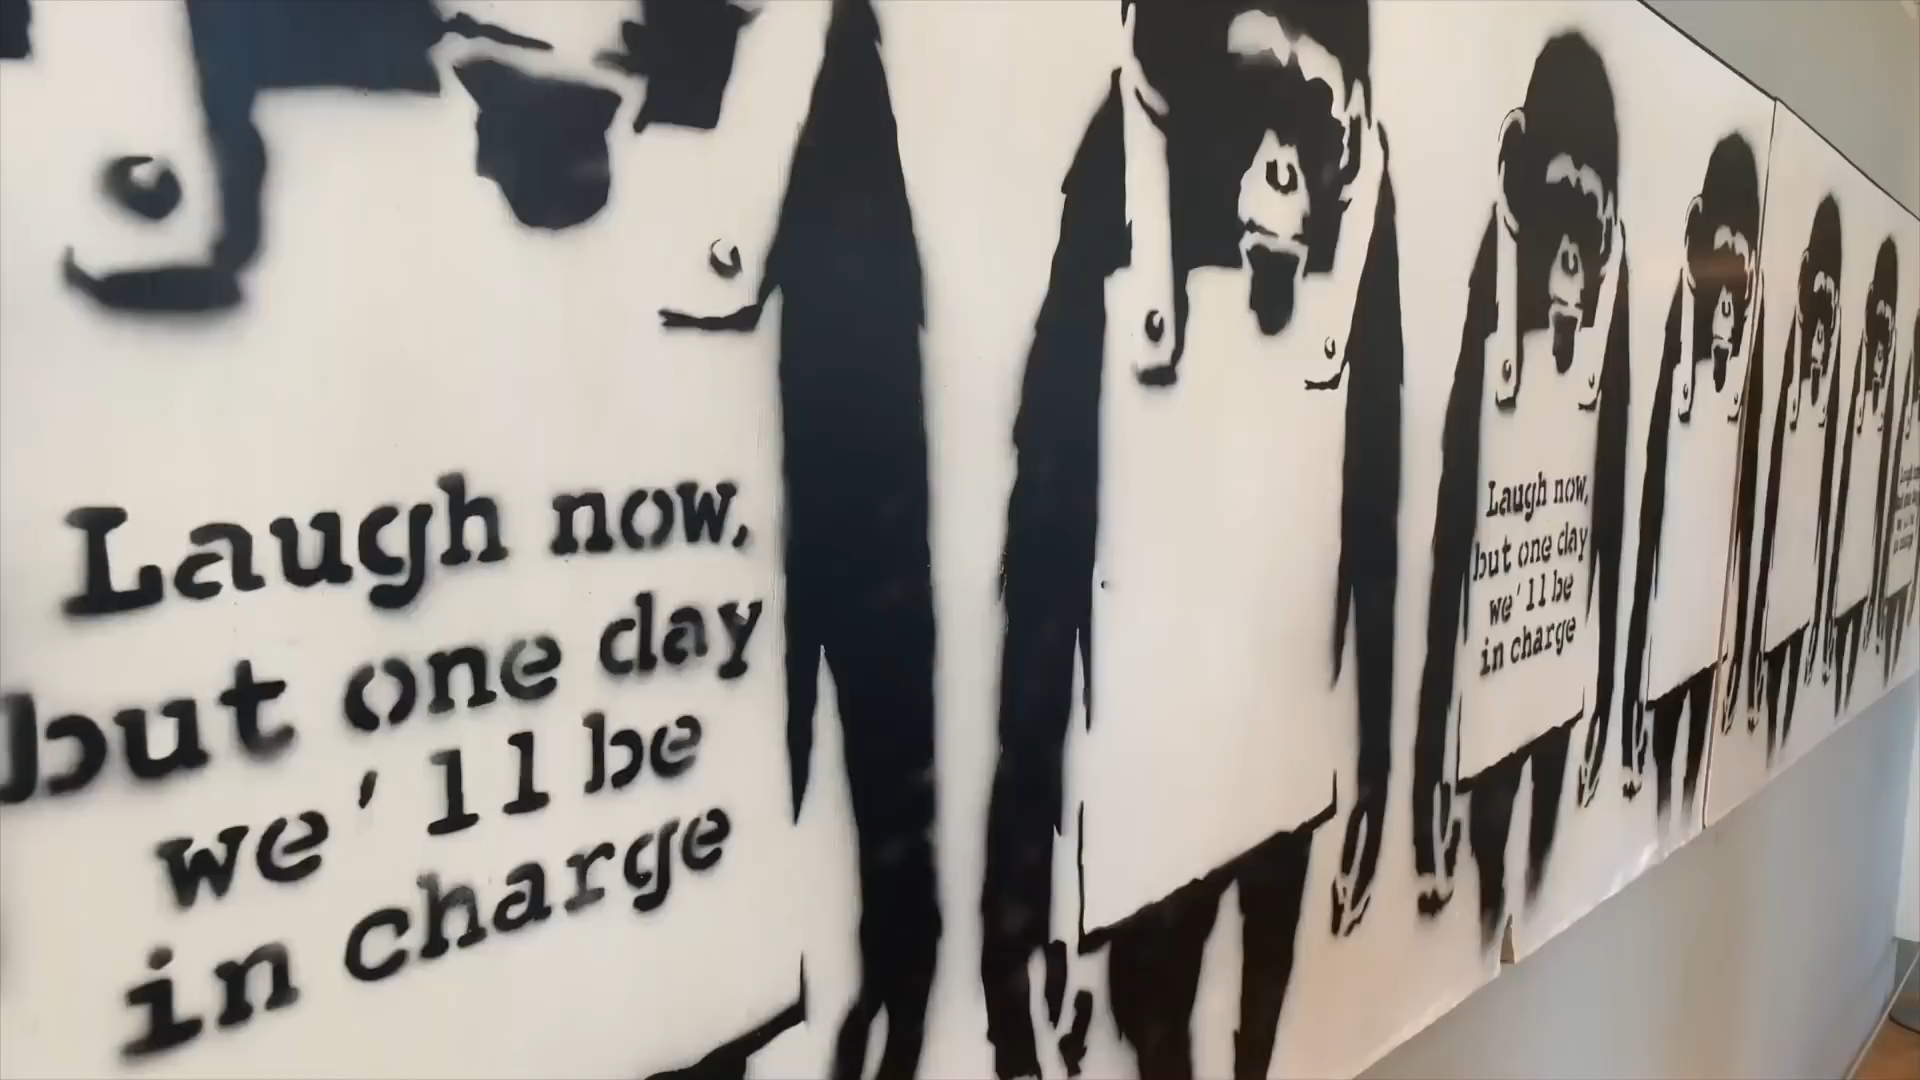 Laugh now,
but one day
we'll be
in charge
Laugh now,
but one day
we'll be
in charge